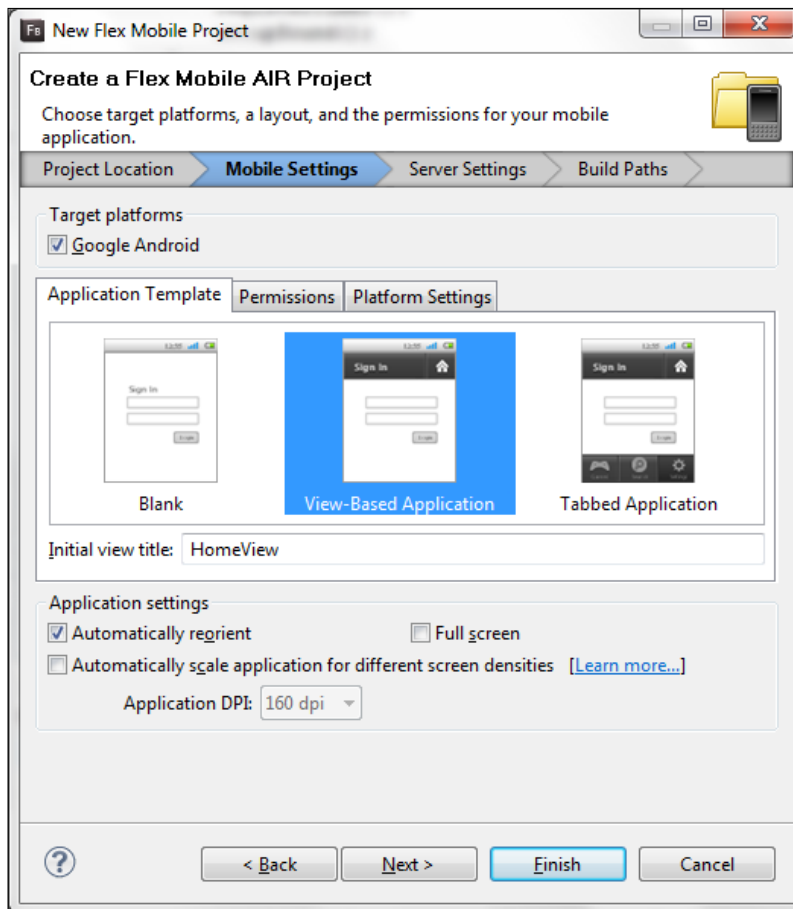 FB New Flex Mobile Project
Create a Flex Mobile AIR Project
Choose target platforms, a layout, and the permissions for your mobile
application.
Project Location Mobile Settings Server Settings Build Paths
Target platforms
Google Android
Application Template Permissions Platform Settings
Sign In
Sign In
Sign In
Blank View-Based Application Tabbed Application
Initial view title: HomeView
Application settings
Automatically reorient Full screen
Automatically scale application for different screen densities [Learn more...]
Application DPI: 160 dpi
? < Back Next > Finish Cancel